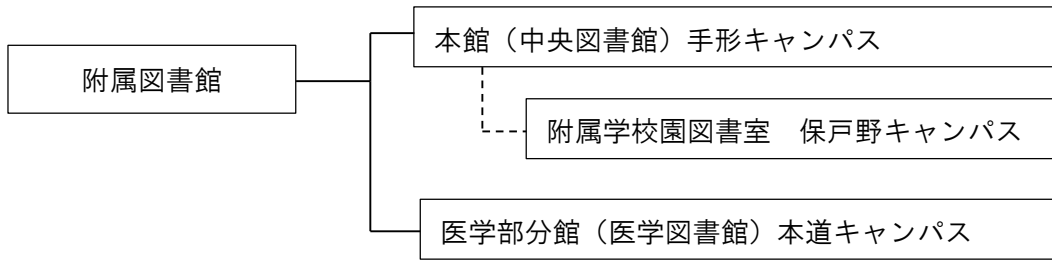 本館（中央図書館）手形キャンパス
附属図書館
附属学校園図書室　保戸野キャンパス
医学部分館（医学図書館）本道キャンパス